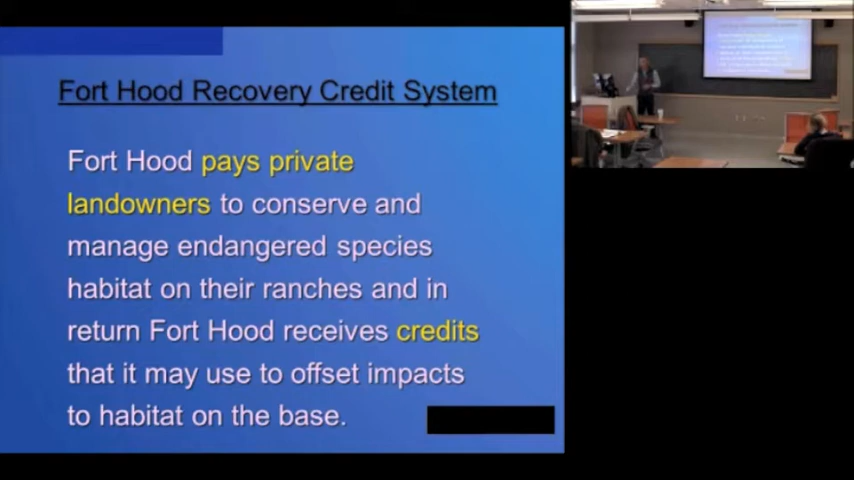 Fort Hood Recovery Credit System
Fort Hood pays private
landowners to conserve and
manage endangered species
habitat on their ranches and in
return Fort Hood receives credits
that it may use to offset impacts
to habitat on the base.